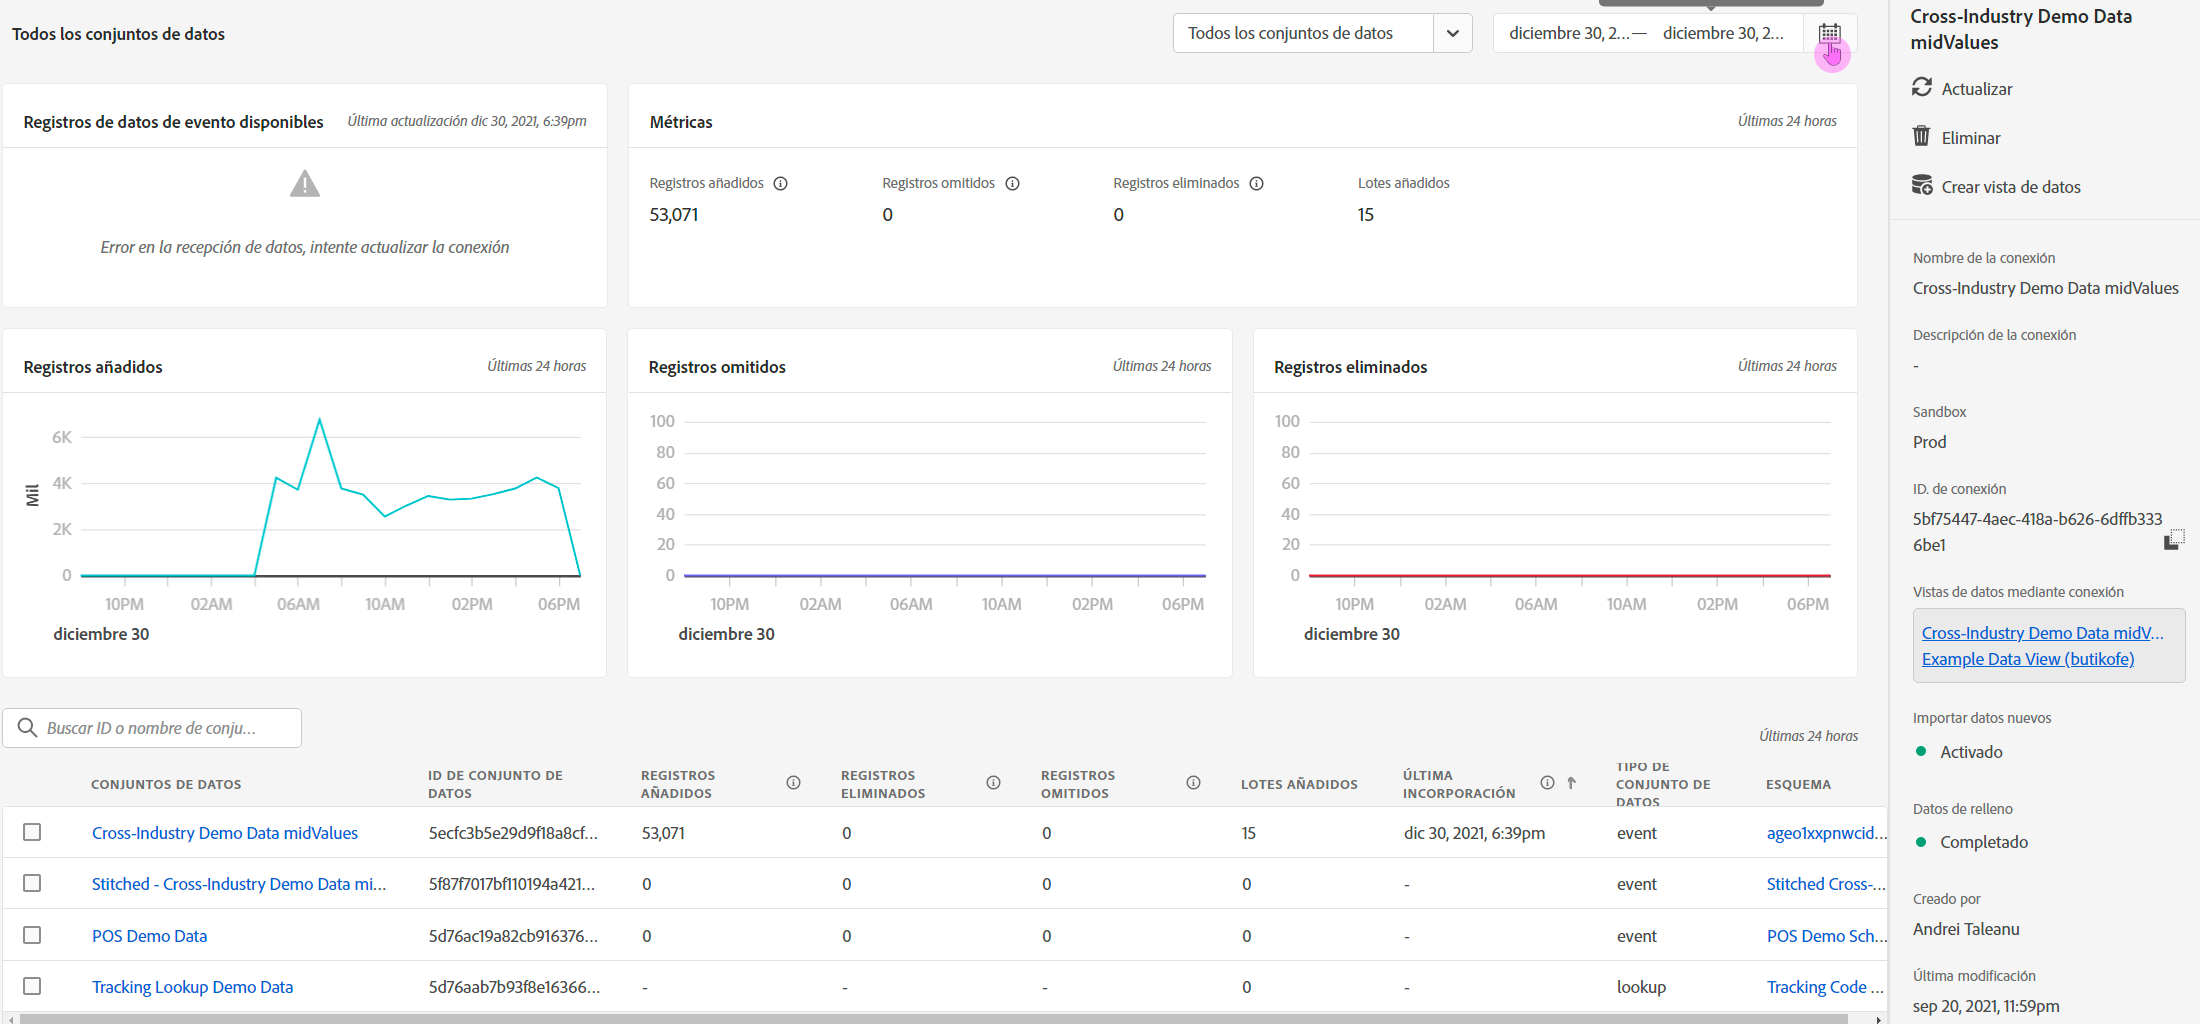 Todos los conjuntos de datos
Todos los conjuntos de datos
diciembre 30, 2...— diciembre 30, 2...
Registros de datos de evento disponibles
Última actualización dic 30, 2021, 6:39pm
Error en la recepción de datos, intente actualizar la conexión
Métricas
Últimas 24 horas
Registros añadidos
53,071
Registros omitidos
0
Registros eliminados
0
Lotes añadidos
15
Registros añadidos
Últimas 24 horas
Mil
6K
4K
2K
0
10PM 02AM 06AM 10AM 02PM 06PM
diciembre 30
Registros omitidos
Últimas 24 horas
100
80
60
40
20
0
10PM 02AM 06AM 10AM 02PM 06PM
diciembre 30
Registros eliminados
Últimas 24 horas
100
80
60
40
20
0
10PM 02AM 06AM 10AM 02PM 06PM
diciembre 30
Buscar ID o nombre de conju...
Últimas 24 horas
CONJUNTOS DE DATOS
ID DE CONJUNTO DE
DATOS
REGISTROS
AÑADIDOS
REGISTROS
ELIMINADOS
REGISTROS
OMITIDOS
LOTES AÑADIDOS
ÚLTIMA
INCORPORACIÓN
TIPO DE
CONJUNTO DE
DATOS
ESQUEMA
Cross-Industry Demo Data midValues 5ecfc3b5e29d9f18a8cf... 53,071 0 0 15 dic 30, 2021, 6:39pm event ageo1xxpnwcid...
Stitched - Cross-Industry Demo Data mi... 5f87f7017bf110194a421... 0 0 0 0 - event Stitched Cross-...
POS Demo Data 5d76ac19a82cb916376... 0 0 0 0 - event POS Demo Sch...
Tracking Lookup Demo Data 5d76aab7b93f8e16366... - - - 0 - lookup Tracking Code ...
Cross-Industry Demo Data
midValues
Actualizar
Eliminar
Crear vista de datos
Nombre de la conexión
Cross-Industry Demo Data midValues
Descripción de la conexión
-
Sandbox
Prod
ID. de conexión
5bf75447-4aec-418a-b626-6dffb333
6be1
Vistas de datos mediante conexión
Cross-Industry Demo Data midV...
Example Data View (butikofe)
Importar datos nuevos
Activado
Datos de relleno
Completado
Creado por
Andrei Taleanu
Última modificación
sep 20, 2021, 11:59pm